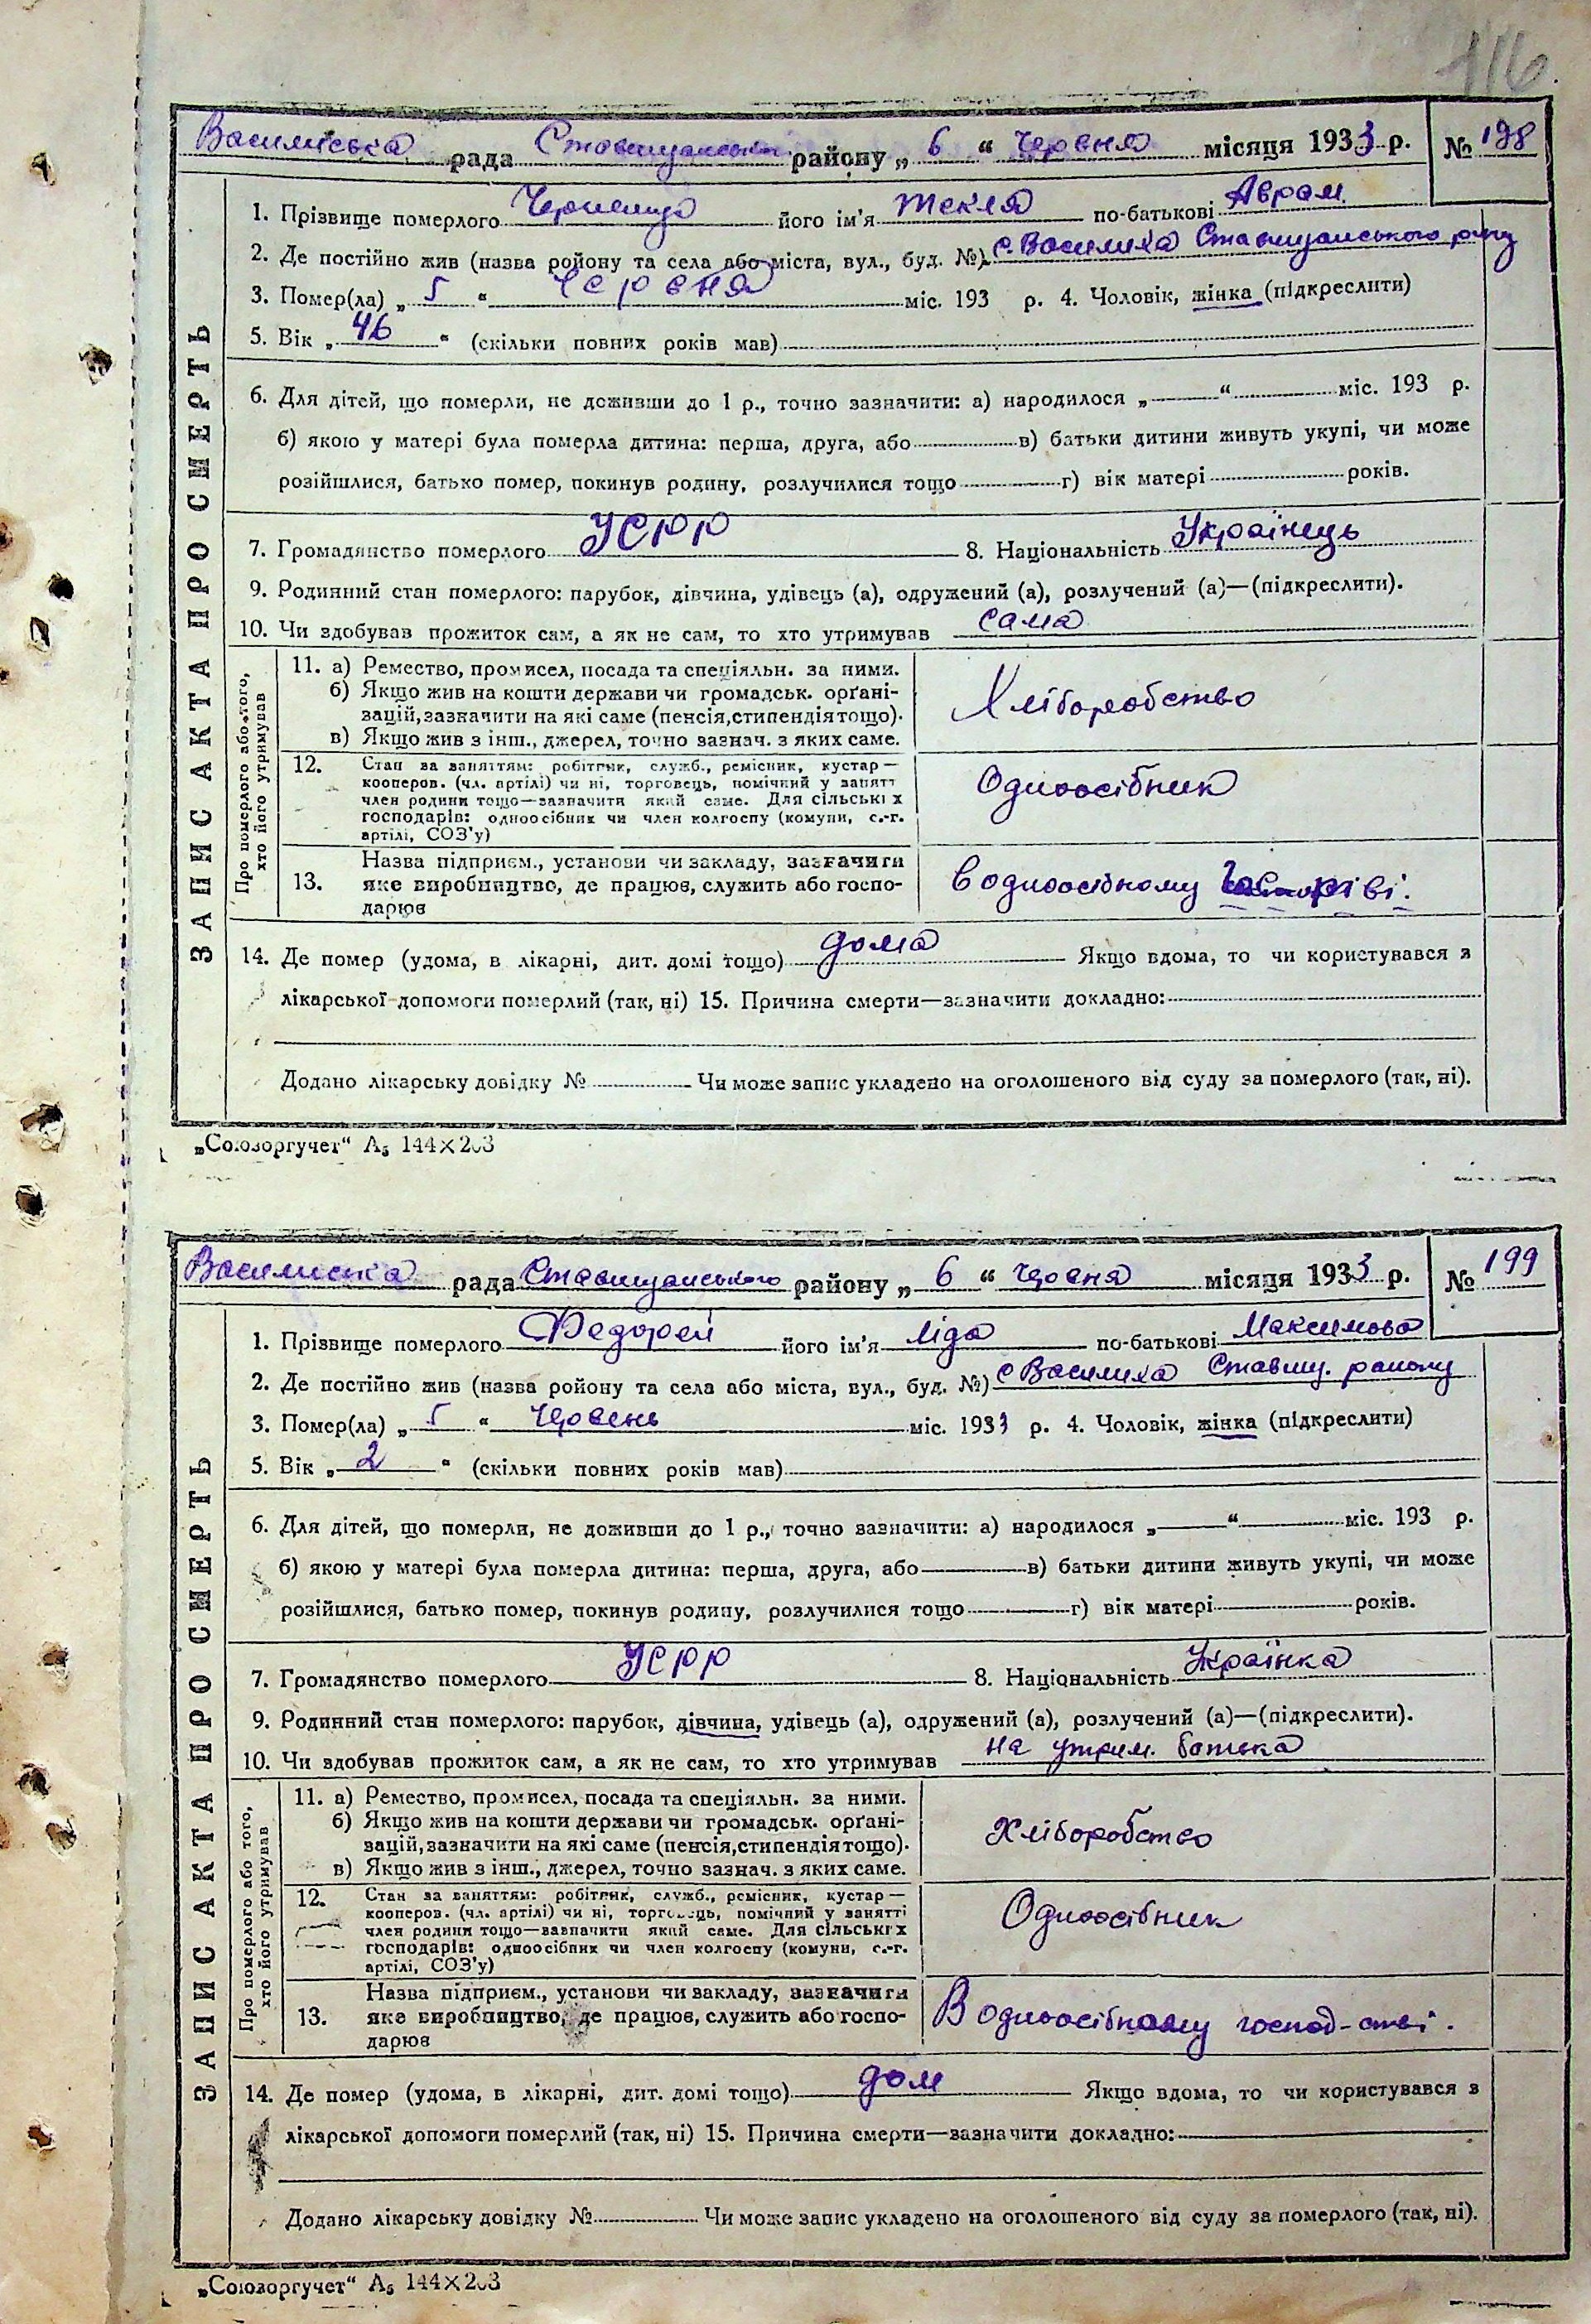 116
Василиська рада Ставищанськ району „ 6 “ червня місяця 1933 р. № 198
1. Прізвище померлого його ім'я Текля по-батькові Аврам.
2. Де постійно жив (назва ройону та села або міста, вул., буд. №) с. Василиха Ставищанського р-ну
3. Помер(ла) „ 5 “ Червня міс. 193 р. 4. Чоловік, жінка (підкреслити)
5. Вік „ 46 “ (скільки повних років мав)
6. Для дітей, що померли, не доживши до 1 р., точно зазначити: а) народилося „ “ міс. 193 р.
б) якою у матері була померла дитина: перша, друга, або в) батьки дитини живуть укупі, чи може
розійшлися, батько помер, покинув родину, розлучилися тощо г) вік матері років.
7. Громадянство померлого УСРР 8. Національність Українець
9. Родинний стан померлого: парубок, дівчина, удівець (а), одружений (а), розлучений (а)—(підкреслити).
10. Чи здобував прожиток сам, а як не сам, то хто утримував сама
ЗАПИС АКТА ПРО СМЕРТЬ
Про померлого або того,
хто його утримував
11. а) Ремество, промисел, посада та спеціяльн. за ними.
б) Якщо жив на кошти держави чи громадськ. орґані-
зацій, зазначити на які саме (пенсія, стипендія тощо).
в) Якщо жив з інш., джерел, точно зазнач. з яких саме.
Хліборобство
12. Стан за заняттям: робітник, служб., ремісник, кустар —
кооперов. (чл. артілі) чи ні, торговець, помічний у занятт
член родини тощо—зазначити який саме. Для сільських
господарів: одноосібник чи член колгоспу (комуни, с.-г.
артілі, СОЗ'у)
Одноосібник
Назва підприєм., установи чи закладу, зазначити
13. яке виробництво, де працює, служить або госпо-
дарює
в одноосібному
14. Де помер (удома, в лікарні, дит. домі тощо) дома Якщо вдома, то чи користувався з
лікарської допомоги померлий (так, ні) 15. Причина смерти—зазначити докладно:
Додано лікарську довідку № Чи може запис укладено на оголошеного від суду за померлого (так, ні).
„Союзоргучет“ А₅ 144×203
Василиська рада Ставищанського району „ 6 “ червня місяця 1933 р. № 199
1. Прізвище померлого Федорей його ім'я Ліда по-батькові Максимова
2. Де постійно жив (назва ройону та села або міста, вул., буд. №) с Василиха Ставищ. району
3. Помер(ла) „ 5 “ Червень міс. 1933 р. 4. Чоловік, жінка (підкреслити)
5. Вік „ 2 “ (скільки повних років мав)
6. Для дітей, що померли, не доживши до 1 р., точно зазначити: а) народилося „ “ міс. 193 р.
б) якою у матері була померла дитина: перша, друга, або в) батьки дитини живуть укупі, чи може
розійшлися, батько помер, покинув родину, розлучилися тощо г) вік матері років.
7. Громадянство померлого УСРР 8. Національність Українка
9. Родинний стан померлого: парубок, дівчина, удівець (а), одружений (а), розлучений (а)—(підкреслити).
10. Чи здобував прожиток сам, а як не сам, то хто утримував на утрим. батька
ЗАПИС АКТА ПРО СМЕРТЬ
Про померлого або того,
хто його утримував
11. а) Ремество, промисел, посада та спеціяльн. за ними.
б) Якщо жив на кошти держави чи громадськ. орґані-
зацій, зазначити на які саме (пенсія, стипендія тощо).
в) Якщо жив з інш., джерел, точно зазнач. з яких саме.
Хліборобство
12. Стан за заняттям: робітник, служб., ремісник, кустар —
кооперов. (чл. артілі) чи ні, торговець, помічний у занятті
член родини тощо—зазначити який саме. Для сільських
господарів: одноосібник чи член колгоспу (комуни, с.-г.
артілі, СОЗ'у)
Одноосібник
Назва підприєм., установи чи закладу, зазначити
13. яке виробництво, де працює, служить або госпо-
дарює
В одноосібному господ-стві.
14. Де помер (удома, в лікарні, дит. домі тощо) дом Якщо вдома, то чи користувався з
лікарської допомоги померлий (так, ні) 15. Причина смерти—зазначити докладно:
Додано лікарську довідку № Чи може запис укладено на оголошеного від суду за померлого (так, ні).
„Союзоргучет“ А₅ 144×203